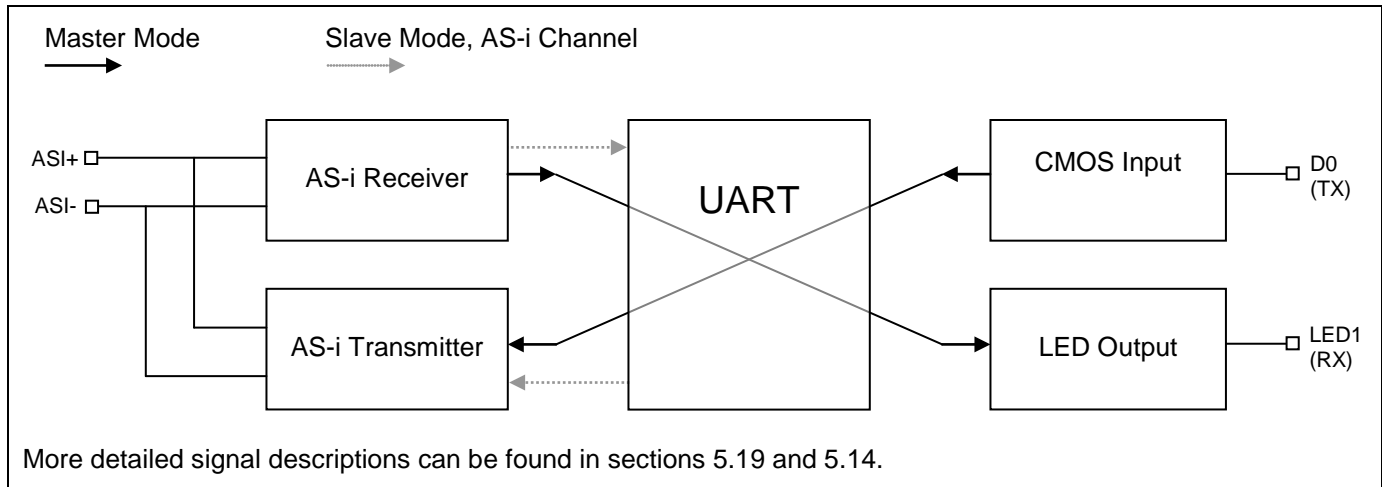 Master Mode
Slave Mode, AS-i Channel
ASI+
ASI-
AS-i Receiver
AS-i Transmitter
UART
CMOS Input
LED Output
D0
(TX)
LED1
(RX)
More detailed signal descriptions can be found in sections 5.19 and 5.14.